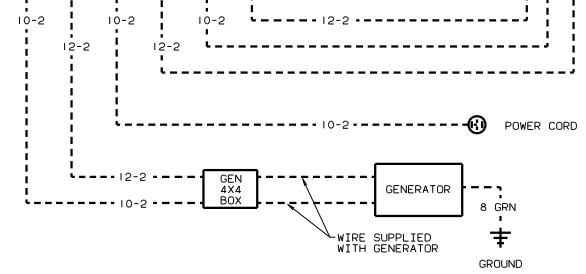 10-2 10-2 10-2 12-2
12-2 12-2
10-2 POWER CORD
12-2
10-2
GEN
4X4
BOX
GENERATOR
8 GRN
WIRE SUPPLIED
WITH GENERATOR
GROUND